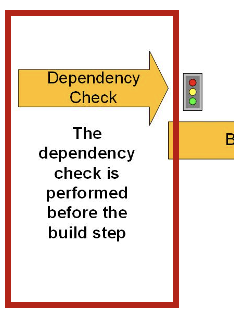 Dependency
Check
The
dependency
check is
performed
before the
build step
B